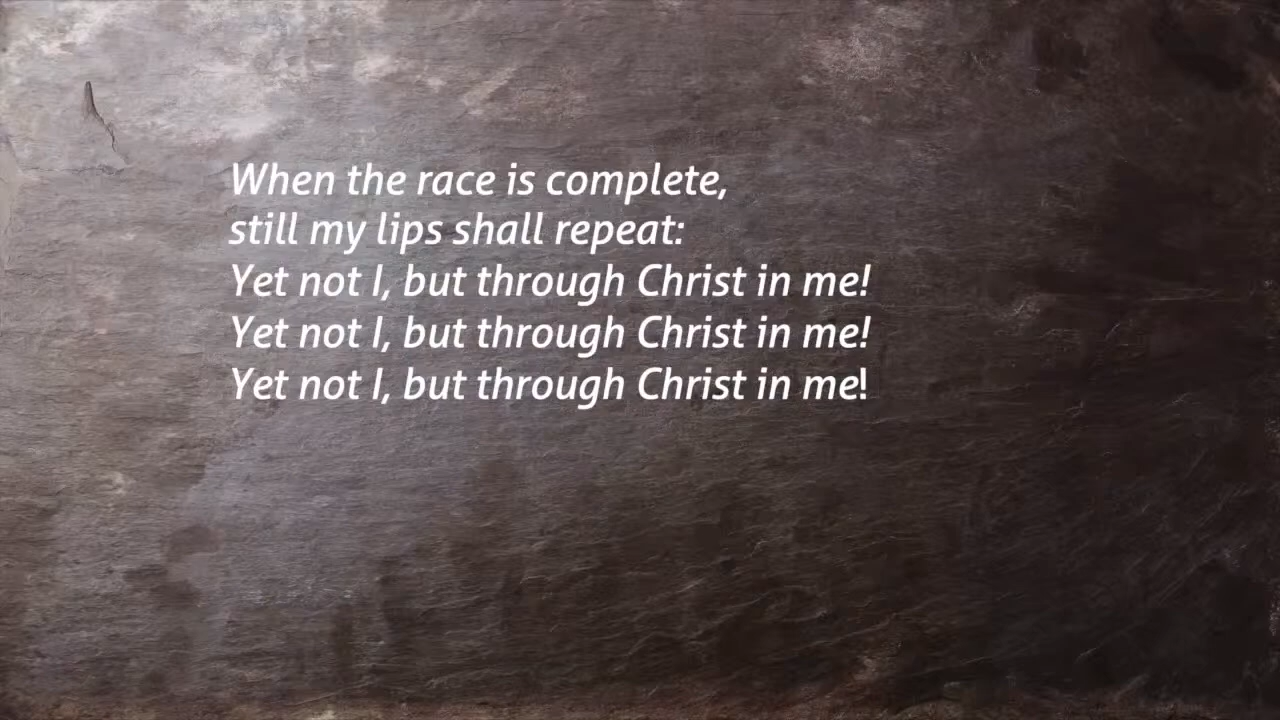 When the race is complete,
still my lips shall repeat:
Yet not I, but through Christ in me!
Yet not I, but through Christ in me!
Yet not I, but through Christ in me!